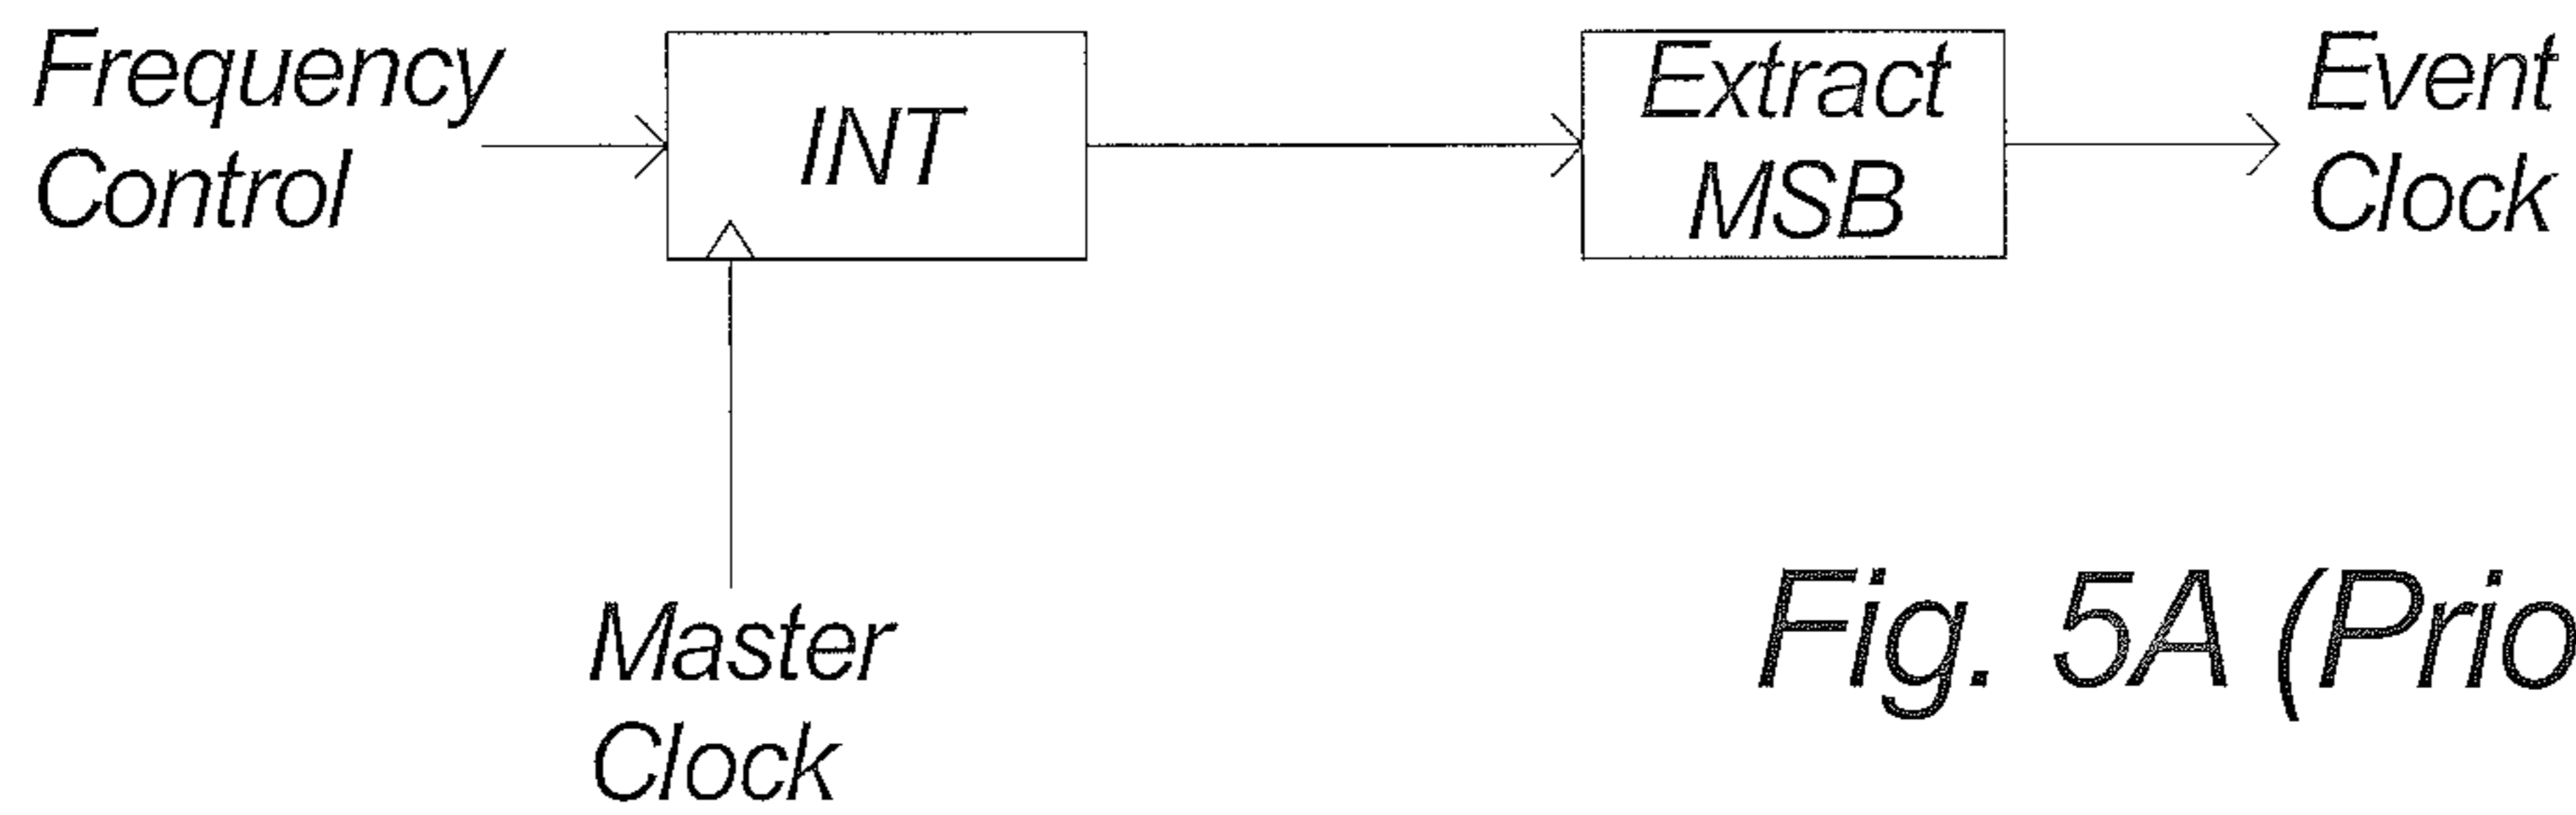 Frequency
Control
INT
Extract
MSB
Event
Clock
Master
Clock
Fig. 5A (Prio